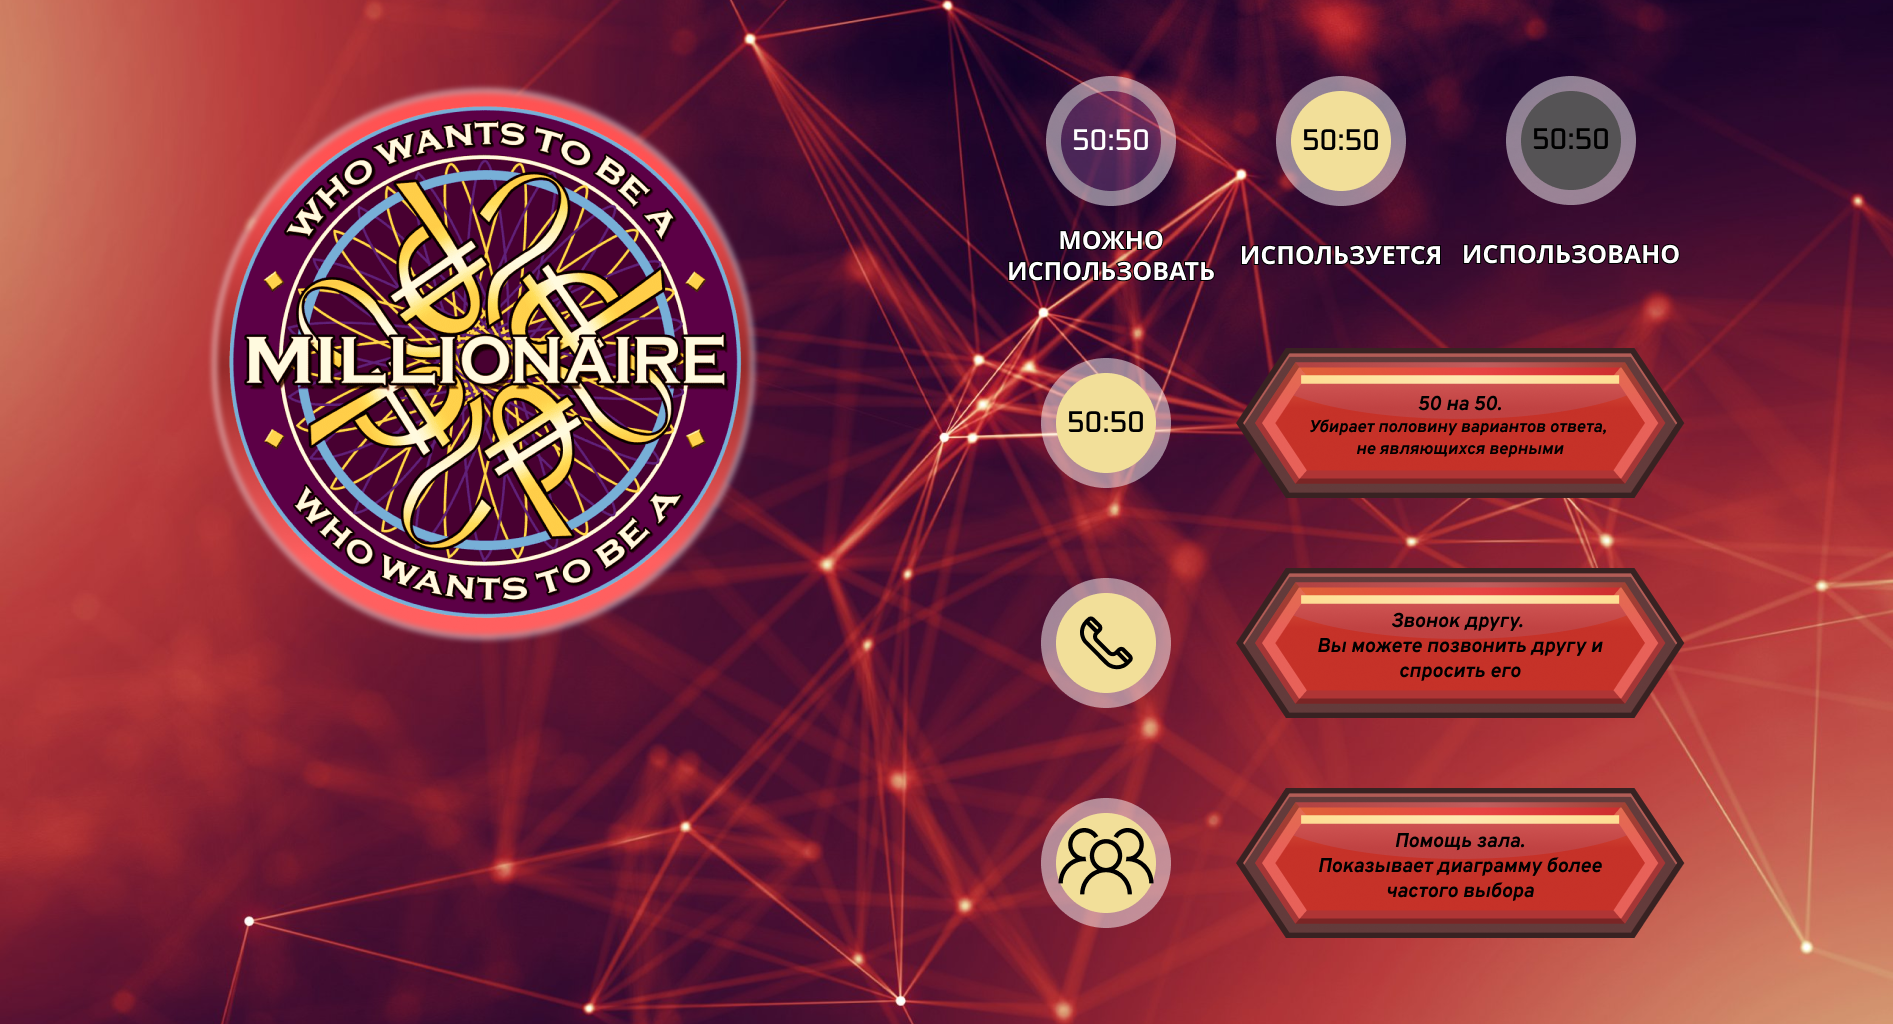 WHO WANTS TO BE A
MILLIONAIRE
WHO WANTS TO BE A
50:50
50:50
50:50
МОЖНО
ИСПОЛЬЗОВАТЬ
ИСПОЛЬЗУЕТСЯ
ИСПОЛЬЗОВАНО
50:50
50 на 50.
Убирает половину вариантов ответа,
не являющихся верными
Звонок другу.
Вы можете позвонить другу и
спросить его
Помощь зала.
Показывает диаграмму более
частого выбора